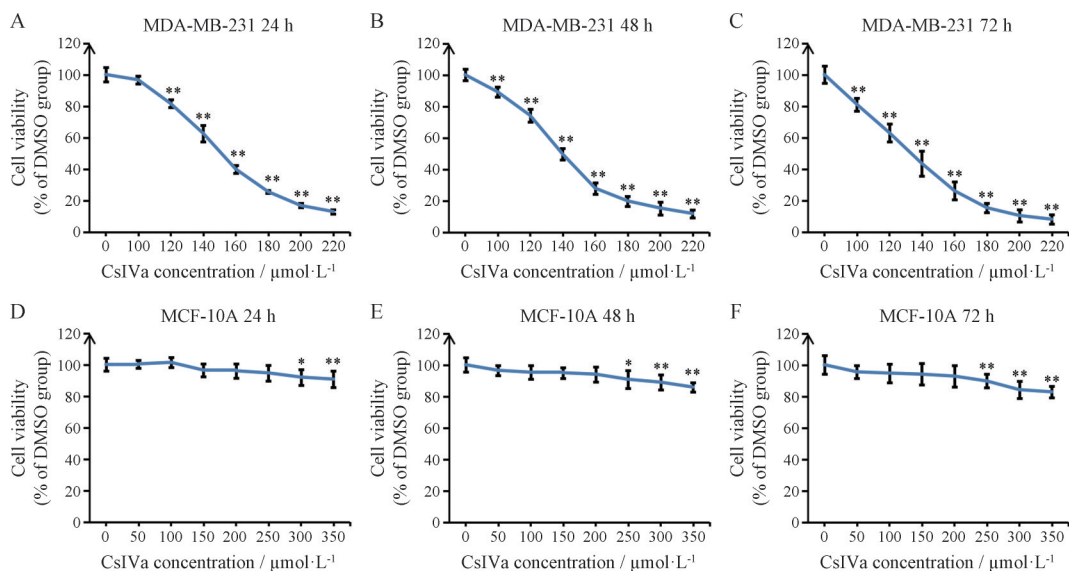 A
MDA-MB-231 24 h
Cell viability
(% of DMSO group)
120
100
80
60
40
20
0
** ** ** ** ** **
0 100 120 140 160 180 200 220
CsIVa concentration / μmol·L⁻¹
B
MDA-MB-231 48 h
Cell viability
(% of DMSO group)
120
100
80
60
40
20
0
** ** ** ** ** ** **
0 100 120 140 160 180 200 220
CsIVa concentration / μmol·L⁻¹
C
MDA-MB-231 72 h
Cell viability
(% of DMSO group)
120
100
80
60
40
20
0
** ** ** ** ** ** **
0 100 120 140 160 180 200 220
CsIVa concentration / μmol·L⁻¹
D
MCF-10A 24 h
Cell viability
(% of DMSO group)
120
100
80
60
40
20
0
* **
0 50 100 150 200 250 300 350
CsIVa concentration / μmol·L⁻¹
E
MCF-10A 48 h
Cell viability
(% of DMSO group)
120
100
80
60
40
20
0
* ** **
0 50 100 150 200 250 300 350
CsIVa concentration / μmol·L⁻¹
F
MCF-10A 72 h
Cell viability
(% of DMSO group)
120
100
80
60
40
20
0
** ** **
0 50 100 150 200 250 300 350
CsIVa concentration / μmol·L⁻¹